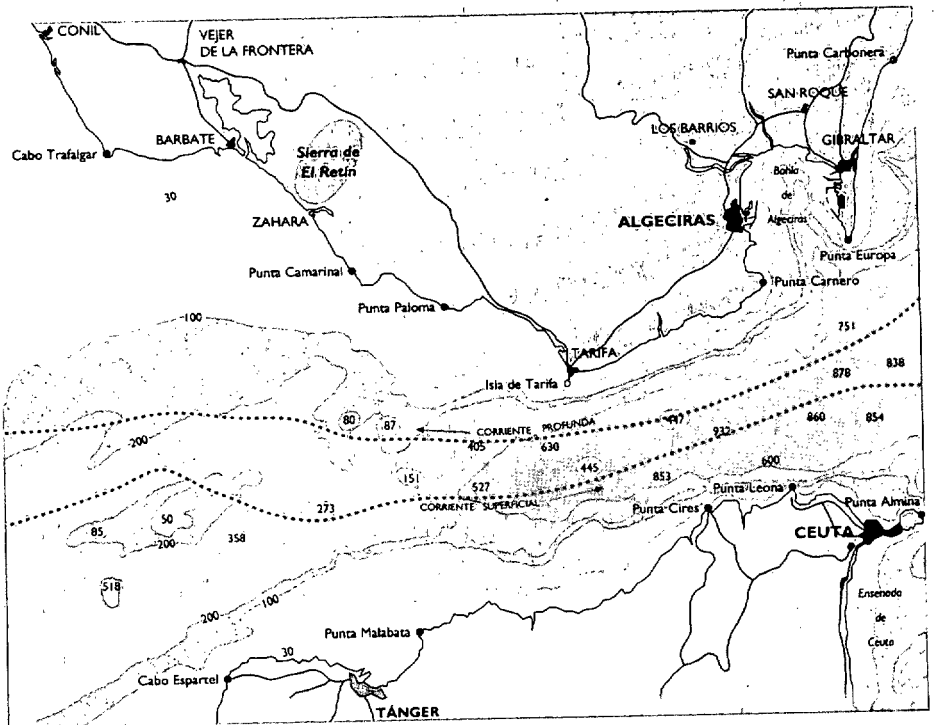 CONIL
VEJER
DE LA FRONTERA
Punta Carbonera
SAN ROQUE
LOS BARRIOS
GIBRALTAR
BARBATE
Cabo Trafalgar
Sierra de
El Retín
30
Bahía
de
Algeciras
ZAHARA
ALGECIRAS
Punta Europa
Punta Camarinal
Punta Carnero
Punta Paloma
100
751
TARIFA
838
Isla de Tarifa
878
80
87
CORRIENTE PROFUNDA
447
860
854
200
405
630
932
445
600
151
527
853
Punta Leona
Punta Almina
273
CORRIENTE SUPERFICIAL
Punta Cires
50
85
CEUTA
200
358
518
Ensenada
de
Ceuta
200
100
Punta Malabata
30
Cabo Espartel
TÁNGER